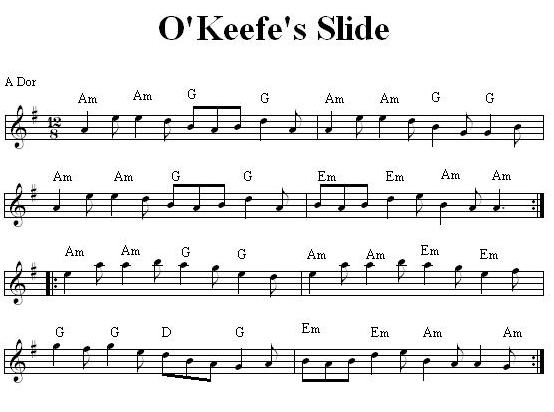 O'Keefe's Slide
A Dor
Am Am G G Am Am G G
12
8
Am Am G G Em Em Am Am
Am Am G G Am Am Em Em
G G D G Em Em Am Am